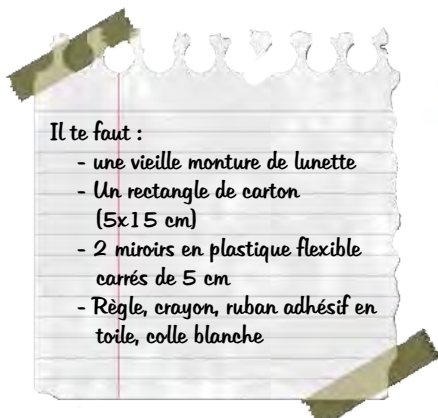 Il te faut :
- une vieille monture de lunette
- Un rectangle de carton
(5x15 cm)
- 2 miroirs en plastique flexible
carrés de 5 cm
- Règle, crayon, ruban adhésif en
toile, colle blanche